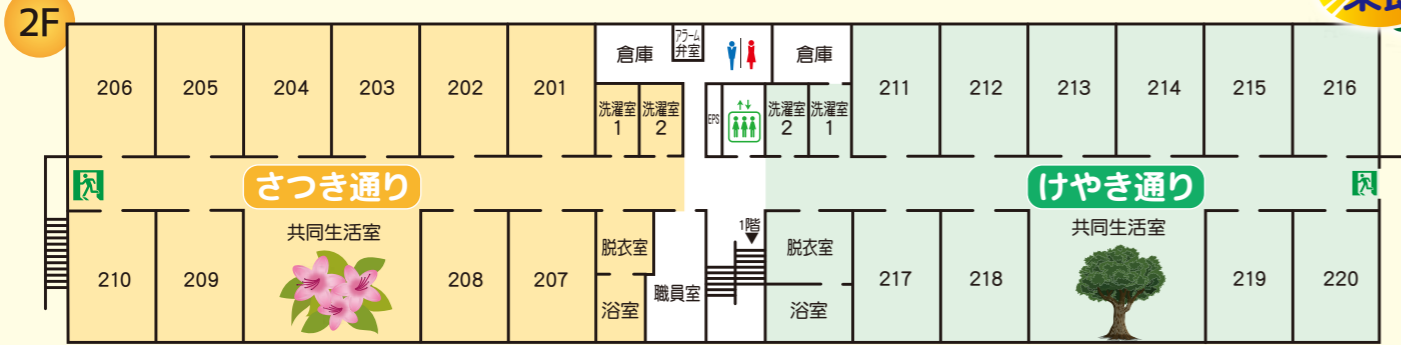 2F
206
205
204
203
202
201
倉庫
アラーム
弁室
倉庫
211
212
213
214
215
216
洗濯室
1
洗濯室
2
EPS
洗濯室
2
洗濯室
1
さつき通り
けやき通り
210
209
共同生活室
208
207
脱衣室
浴室
職員室
1階
脱衣室
浴室
217
218
共同生活室
219
220